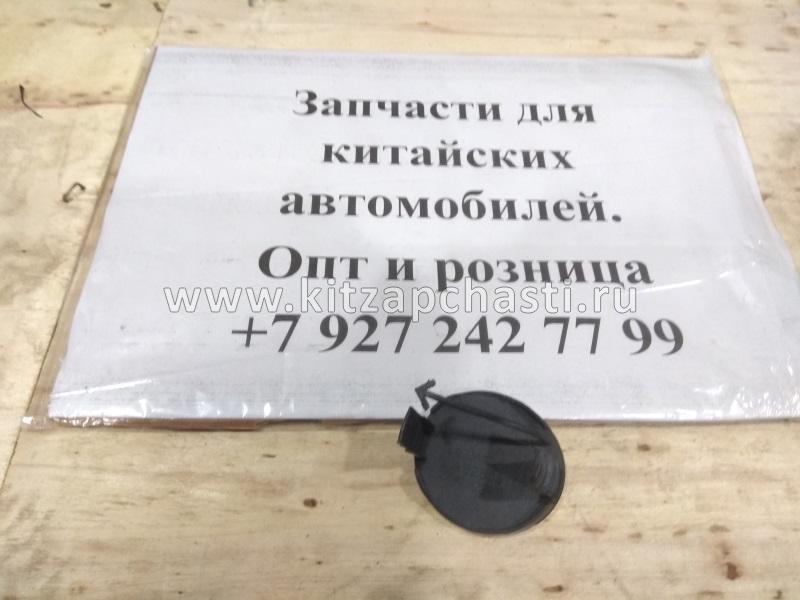 Запчасти для
китайских
автомобилей.
Опт и розница
www.kitzapchasti.ru
+7 927 242 77 99